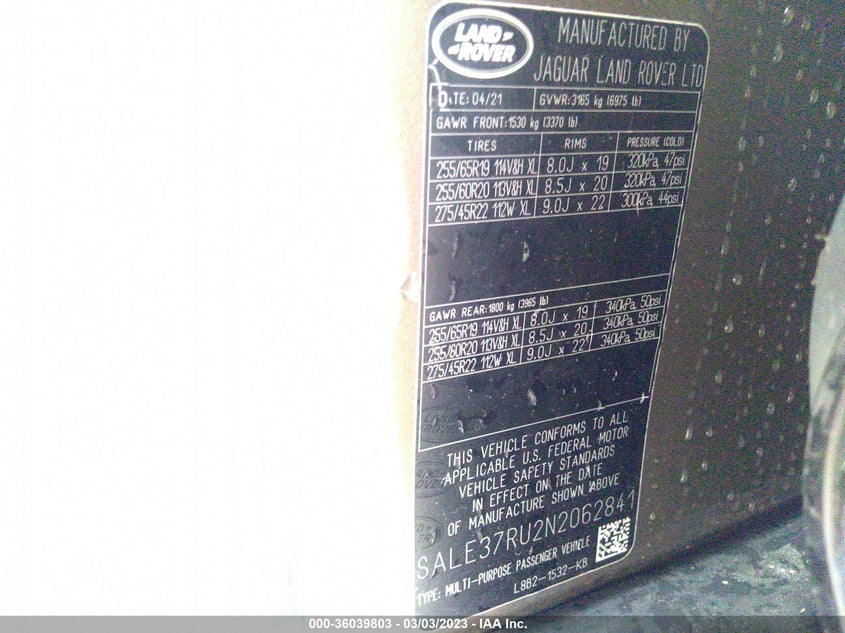 LAND ROVER
MANUFACTURED BY
JAGUAR LAND ROVER LTD
DATE: 04/21 GVWR: 3165 kg (6975 lb)
GAWR FRONT: 1530 kg (3370 lb)
TIRES RIMS PRESSURE (COLD)
255/65R19 114V&H XL 8.0J x 19 320kPa, 47psi
255/60R20 113V&H XL 8.5J x 20 320kPa, 47psi
275/45R22 112W XL 9.0J x 22 300kPa, 44psi
GAWR REAR: 1800 kg (3965 lb)
255/65R19 114V&H XL 8.0J x 19 340kPa, 50psi
255/60R20 113V&H XL 8.5J x 20 340kPa, 50psi
275/45R22 112W XL 9.0J x 22 340kPa, 50psi
THIS VEHICLE CONFORMS TO ALL
APPLICABLE U.S. FEDERAL MOTOR
VEHICLE SAFETY STANDARDS
IN EFFECT ON THE DATE
OF MANUFACTURE SHOWN ABOVE
SALE37RU2N2062841
TYPE: MULTI-PURPOSE PASSENGER VEHICLE
L8B2-1532-KB
000-36039803 - 03/03/2023 - IAA Inc.